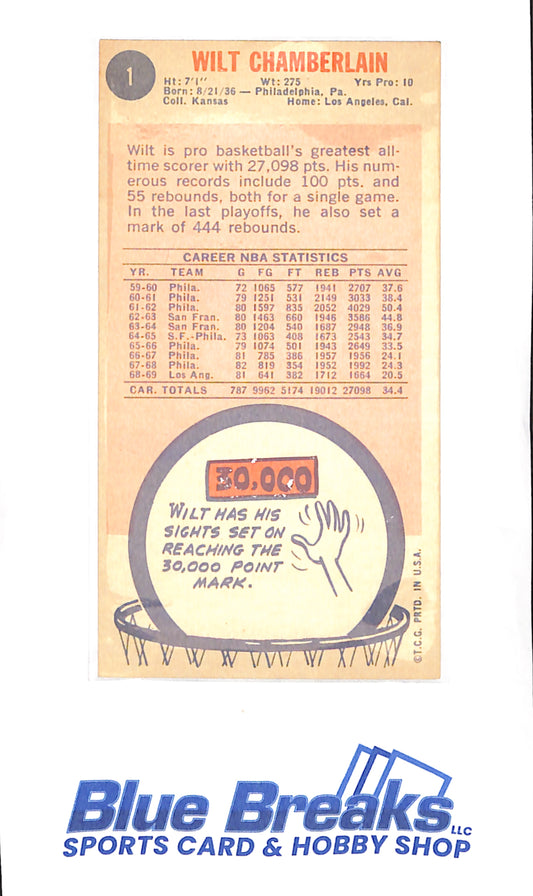 1
WILT CHAMBERLAIN
Ht: 7'1" Wt: 275 Yrs Pro: 10
Born: 8/21/36 — Philadelphia, Pa.
Coll. Kansas Home: Los Angeles, Cal.
Wilt is pro basketball's greatest all-
time scorer with 27,098 pts. His num-
erous records include 100 pts. and
55 rebounds, both for a single game.
In the last playoffs, he also set a
mark of 444 rebounds.
CAREER NBA STATISTICS
YR. TEAM G FG FT REB PTS AVG
59-60 Phila. 72 1065 577 1941 2707 37.6
60-61 Phila. 79 1251 531 2149 3033 38.4
61-62 Phila. 80 1597 835 2052 4029 50.4
62-63 San Fran. 80 1463 660 1946 3586 44.8
63-64 San Fran. 80 1204 540 1687 2948 36.9
64-65 S.F.-Phila. 73 1063 408 1673 2543 34.7
65-66 Phila. 79 1074 501 1943 2649 33.5
66-67 Phila. 81 785 386 1957 1956 24.1
67-68 Phila. 82 819 354 1952 1992 24.3
68-69 Los Ang. 81 641 382 1712 1664 20.5
CAR. TOTALS 787 9962 5174 19012 27098 34.4
30,000
WILT HAS HIS
SIGHTS SET ON
REACHING THE
30,000 POINT
MARK.
©T.C.G. PRTD. IN U.S.A.
Blue Breaks LLC
SPORTS CARD & HOBBY SHOP